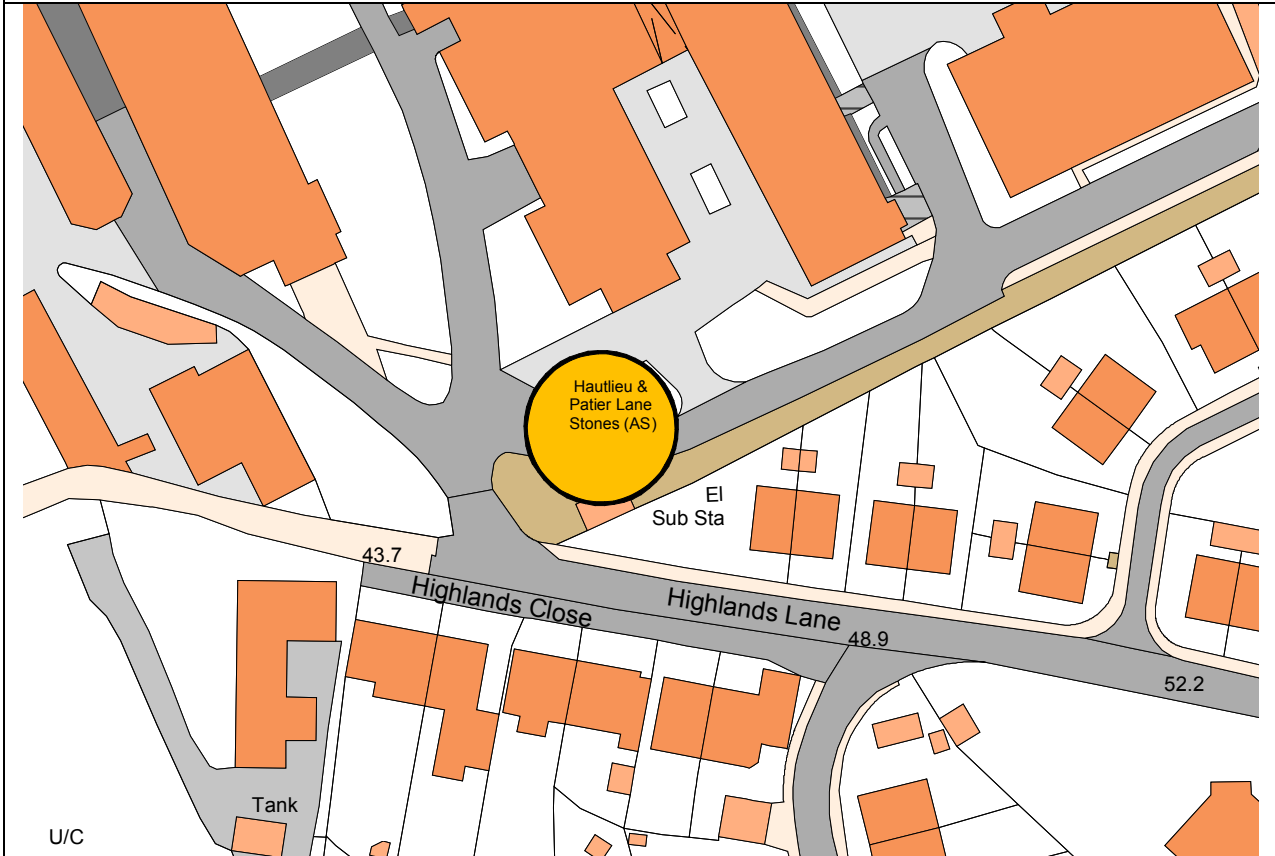 Hautlieu &
Patier Lane
Stones (AS)
El
Sub Sta
43.7
Highlands Close
Highlands Lane
48.9
52.2
Tank
U/C